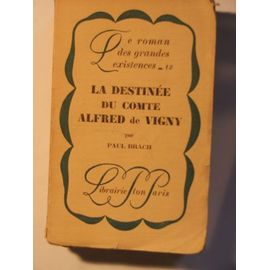 Le roman
des grandes
existences - 12
LA DESTINÉE
DU COMTE
ALFRED de VIGNY
par
PAUL BRACH
Librairie Plon Paris